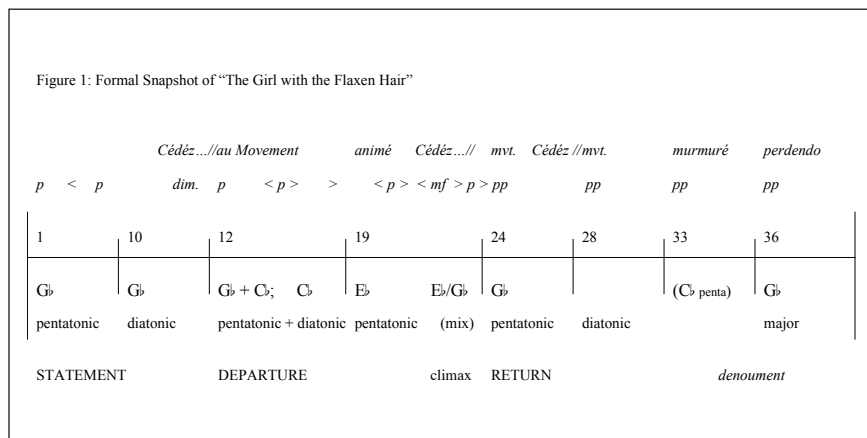 Figure 1: Formal Snapshot of “The Girl with the Flaxen Hair”
Cédéz...//au Movement animé Cédéz...// mvt. Cédéz //mvt. murmuré perdendo
p < p dim. p < p > > < p > < mf > p > pp pp pp pp
1 10 12 19 24 28 33 36
G♭ G♭ G♭ + C♭; C♭ E♭ E♭/G♭ G♭ (C♭ penta) G♭
pentatonic diatonic pentatonic + diatonic pentatonic (mix) pentatonic diatonic major
STATEMENT DEPARTURE climax RETURN denoument